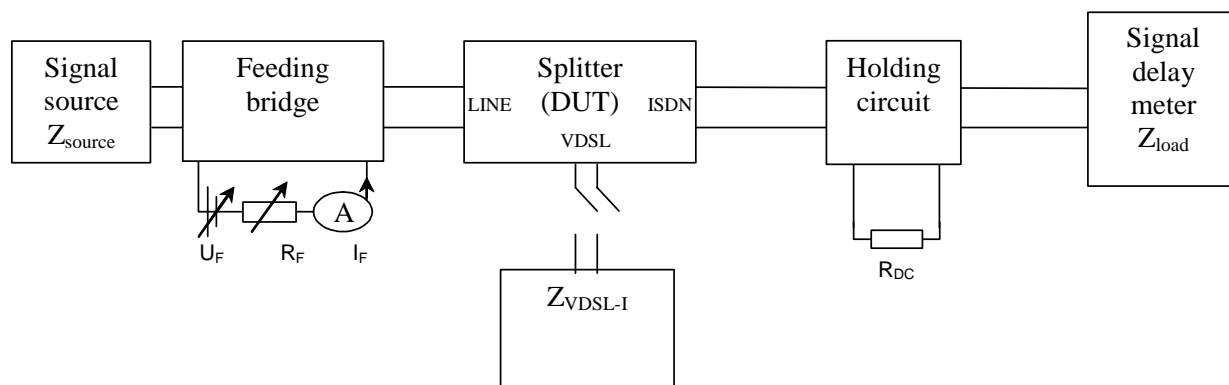 Signal
source
Zsource
Feeding
bridge
UF
RF
A
IF
Splitter
(DUT)
LINE
ISDN
VDSL
ZVDSL-I
Holding
circuit
RDC
Signal
delay
meter
Zload